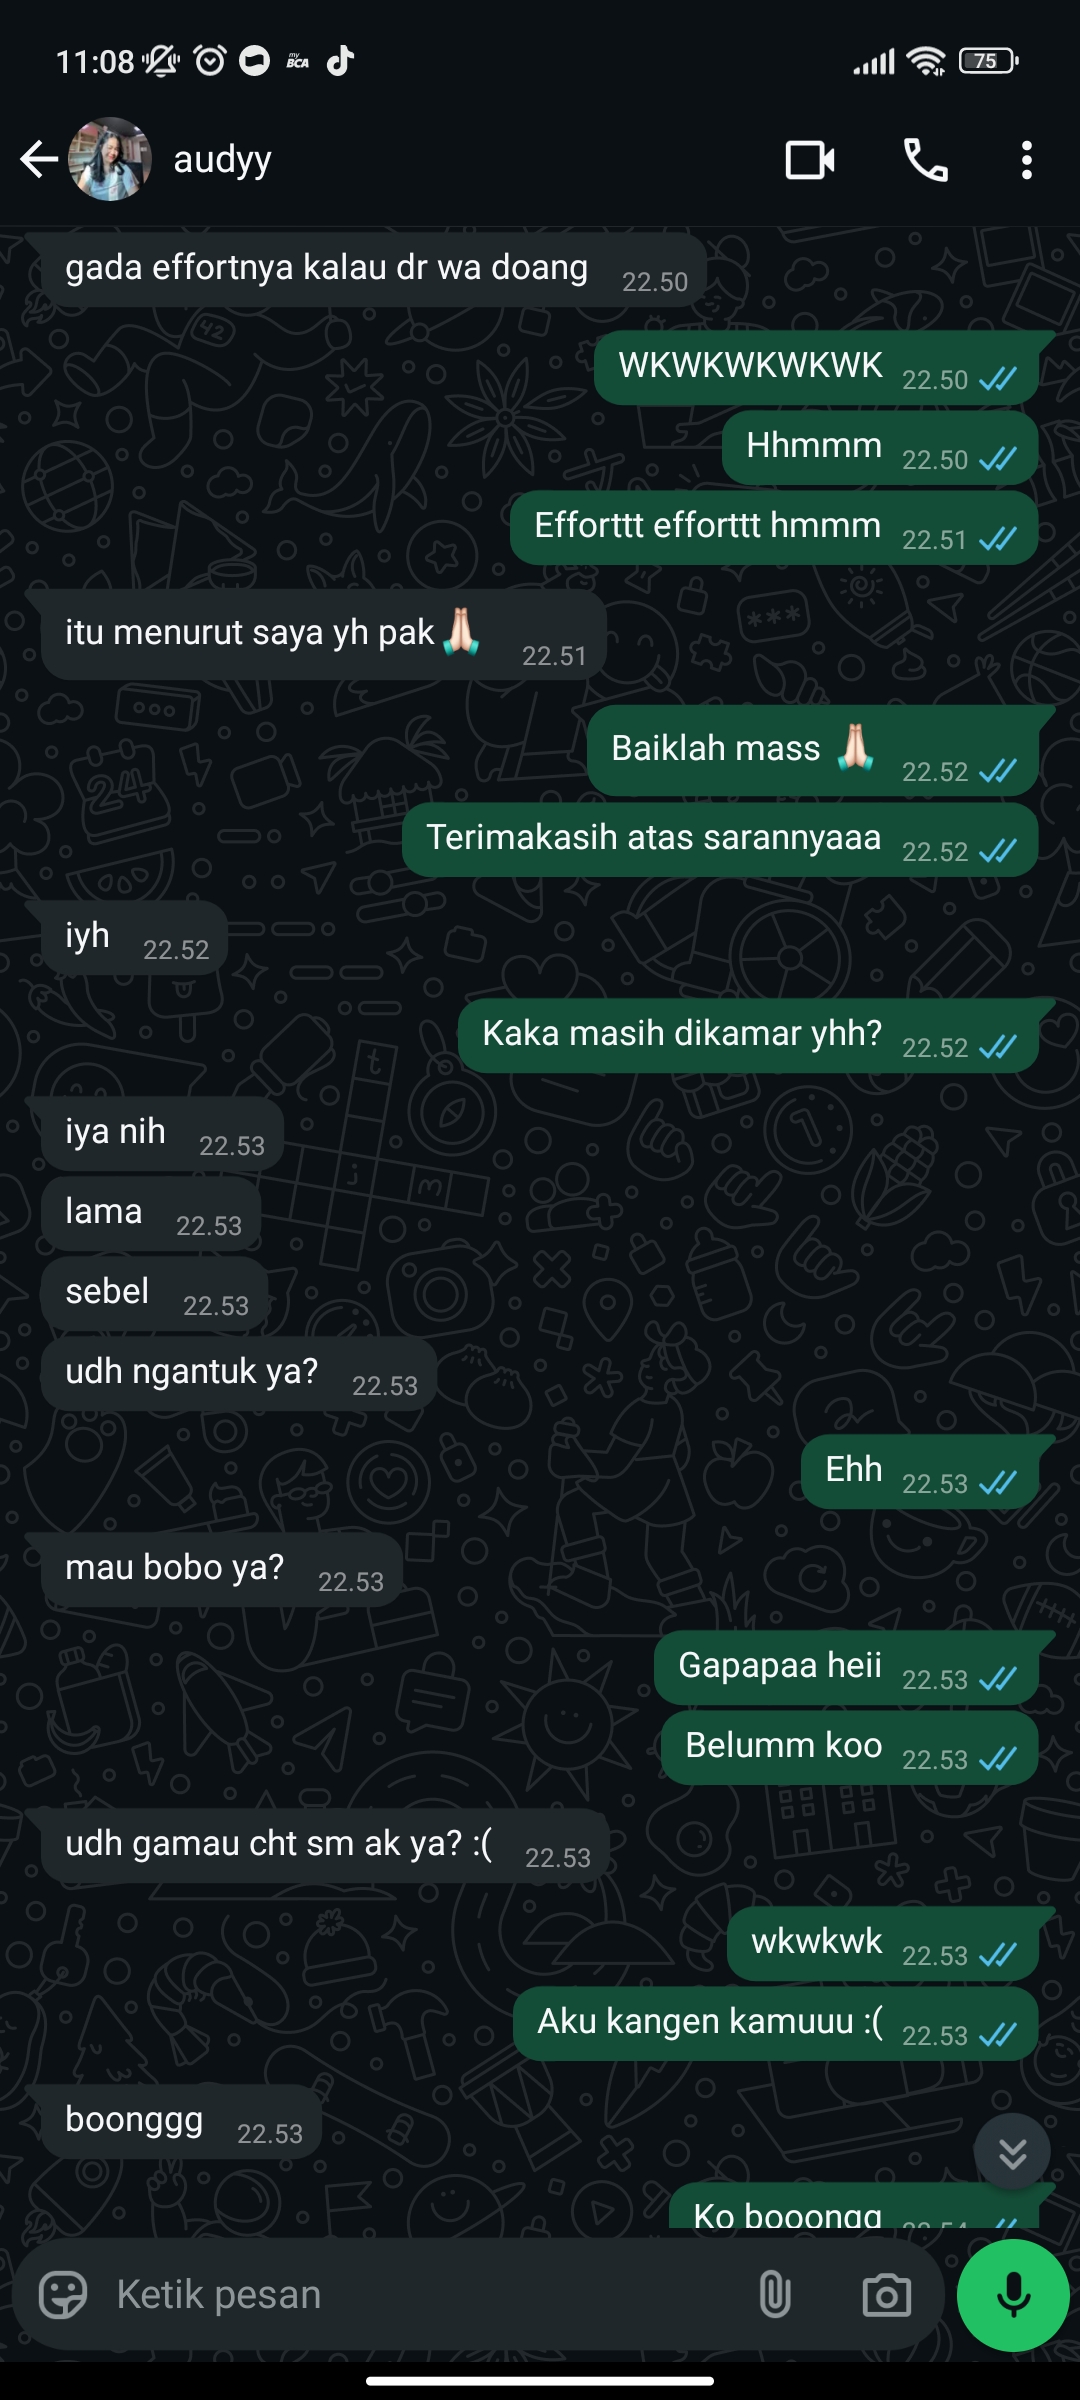 11:08 my BCA 75
audyy
gada effortnya kalau dr wa doang 22.50
WKWKWKWKWK 22.50
Hhmmm 22.50
Efforttt efforttt hmmm 22.51
itu menurut saya yh pak🙏🏻 22.51
Baiklah mass 🙏🏻 22.52
Terimakasih atas sarannyaaa 22.52
iyh 22.52
Kaka masih dikamar yhh? 22.52
iya nih 22.53
lama 22.53
sebel 22.53
udh ngantuk ya? 22.53
Ehh 22.53
mau bobo ya? 22.53
Gapapaa heii 22.53
Belumm koo 22.53
udh gamau cht sm ak ya? :( 22.53
wkwkwk 22.53
Aku kangen kamuuu :( 22.53
boonggg 22.53
Ko booongg 22.54
Ketik pesan